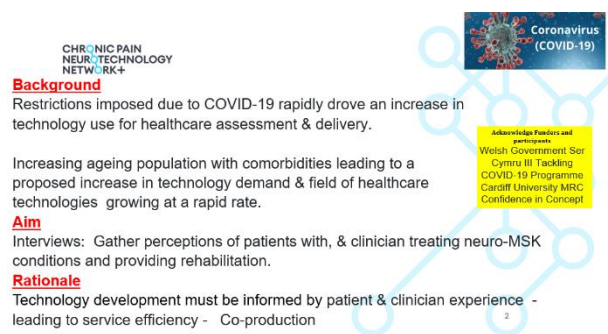 CHRONIC PAIN
NEUROTECHNOLOGY
NETWORK+
Coronavirus
(COVID-19)
Background
Restrictions imposed due to COVID-19 rapidly drove an increase in
technology use for healthcare assessment & delivery.
Increasing ageing population with comorbidities leading to a
proposed increase in technology demand & field of healthcare
technologies growing at a rapid rate.
Acknowledge Funders and
participants
Welsh Government Ser
Cymru III Tackling
COVID-19 Programme
Cardiff University MRC
Confidence in Concept
Aim
Interviews: Gather perceptions of patients with, & clinician treating neuro-MSK
conditions and providing rehabilitation.
Rationale
Technology development must be informed by patient & clinician experience -
leading to service efficiency - Co-production
2